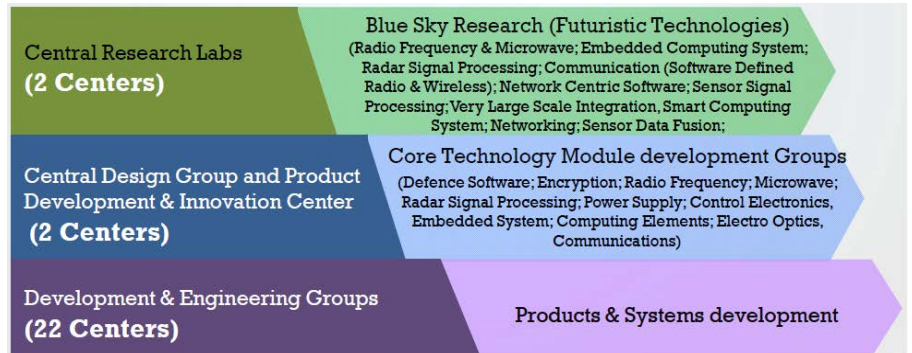 Central Research Labs
(2 Centers)
Blue Sky Research (Futuristic Technologies)
(Radio Frequency & Microwave; Embedded Computing System;
Radar Signal Processing; Communication (Software Defined
Radio & Wireless); Network Centric Software; Sensor Signal
Processing; Very Large Scale Integration, Smart Computing
System; Networking; Sensor Data Fusion;
Central Design Group and Product
Development & Innovation Center
(2 Centers)
Core Technology Module development Groups
(Defence Software; Encryption; Radio Frequency; Microwave;
Radar Signal Processing; Power Supply; Control Electronics,
Embedded System; Computing Elements; Electro Optics,
Communications)
Development & Engineering Groups
(22 Centers)
Products & Systems development